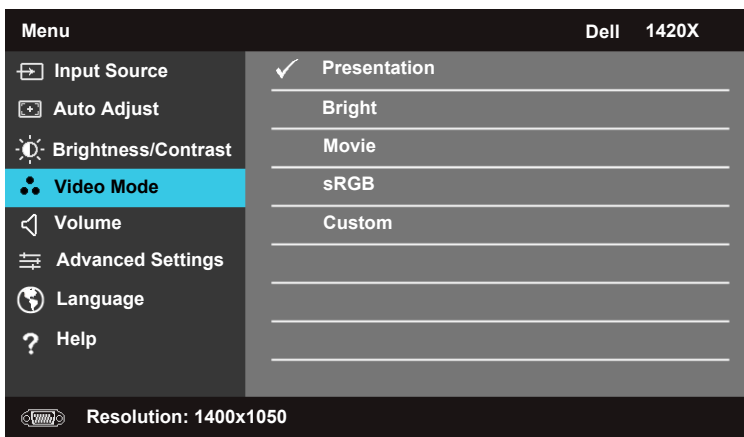 Menu Dell 1420X
Input Source
Auto Adjust
Brightness/Contrast
Video Mode
Volume
Advanced Settings
Language
? Help
Presentation
Bright
Movie
sRGB
Custom
Resolution: 1400x1050